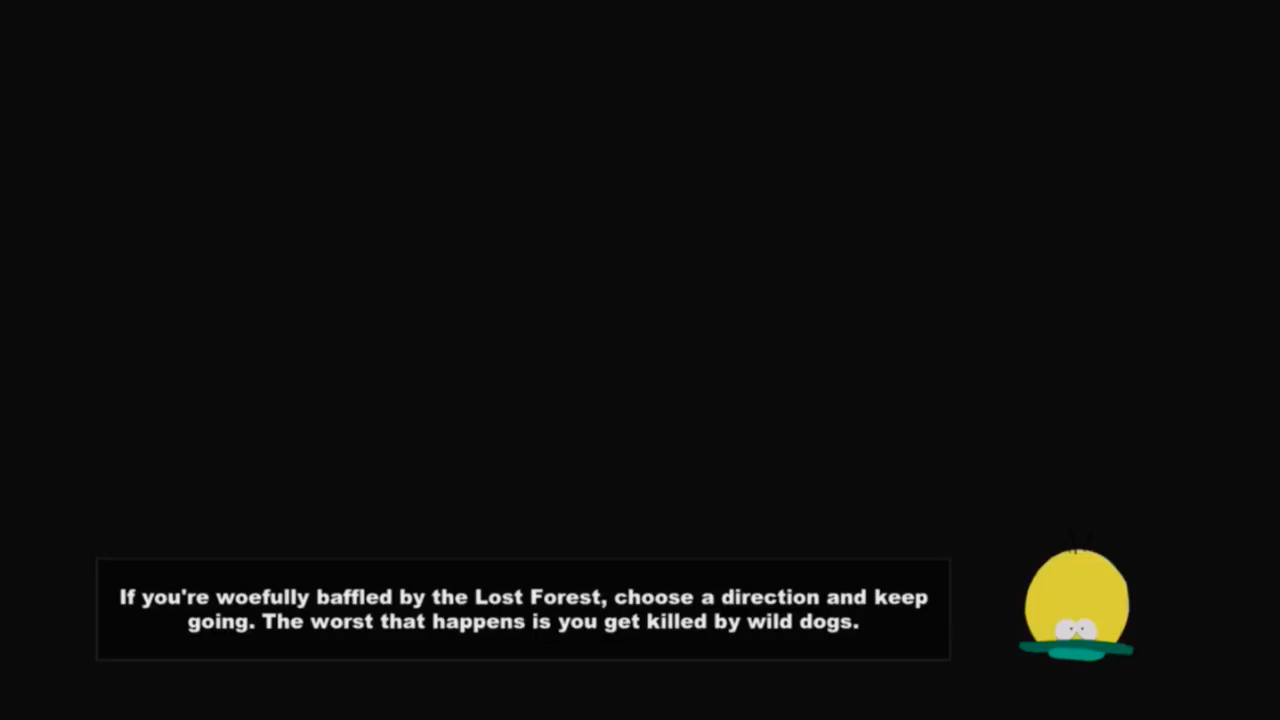 If you're woefully baffled by the Lost Forest, choose a direction and keep
going. The worst that happens is you get killed by wild dogs.